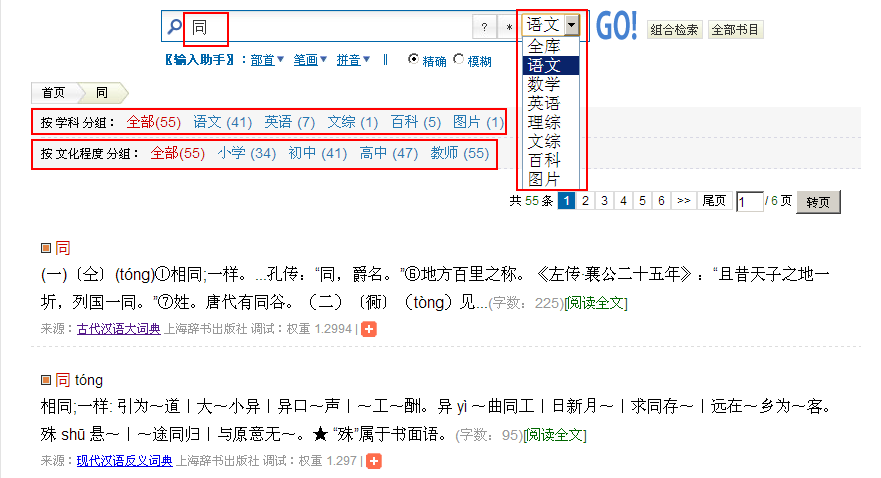 同 ? * 语文 GO! 组合检索 全部书目
全库
语文
数学
英语
理综
文综
百科
图片
〖输入助手〗: 部首 笔画 拼音 ‖ 精确 模糊
首页 同
按 学科 分组： 全部(55) 语文 (41) 英语 (7) 文综 (1) 百科 (5) 图片 (1)
按 文化程度 分组： 全部(55) 小学 (34) 初中 (41) 高中 (47) 教师 (55)
共 55 条 1 2 3 4 5 6 >> 尾页 1 / 6 页 转页
同
(一)〔仝〕(tóng)①相同;一样。...孔传：“同，爵名。”⑥地方百里之称。《左传·襄公二十五年》：“且昔天子之地一
圻，列国一同。”⑦姓。唐代有同谷。（二）〔衕〕（tòng）见...(字数：225)[阅读全文]
来源：古代汉语大词典 上海辞书出版社 调试：权重 1.2994 |
同 tóng
相同;一样: 引为～道丨大～小异丨异口～声丨～工～酬。异 yì ～曲同工丨日新月～丨求同存～丨远在～乡为～客。
殊 shū 悬～丨～途同归丨与原意无～。★ “殊”属于书面语。 (字数：95)[阅读全文]
来源：现代汉语反义词典 上海辞书出版社 调试：权重 1.297 |